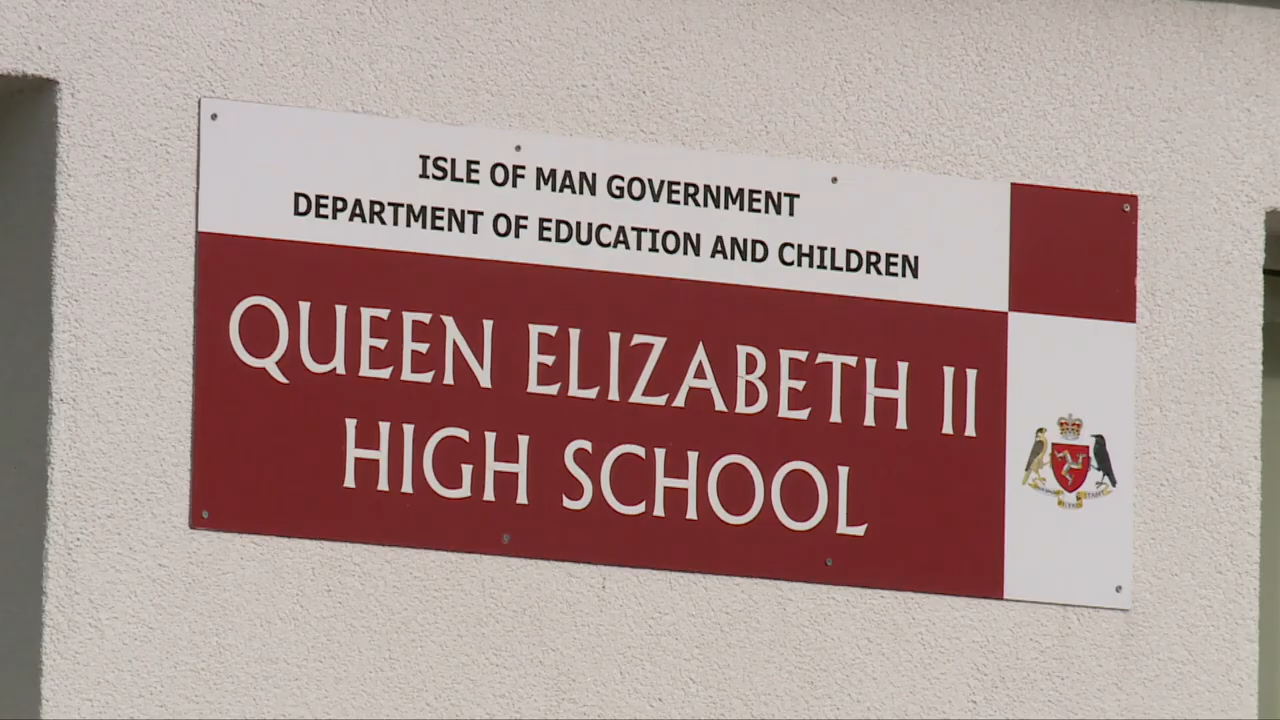 ISLE OF MAN GOVERNMENT
DEPARTMENT OF EDUCATION AND CHILDREN
QUEEN ELIZABETH II
HIGH SCHOOL